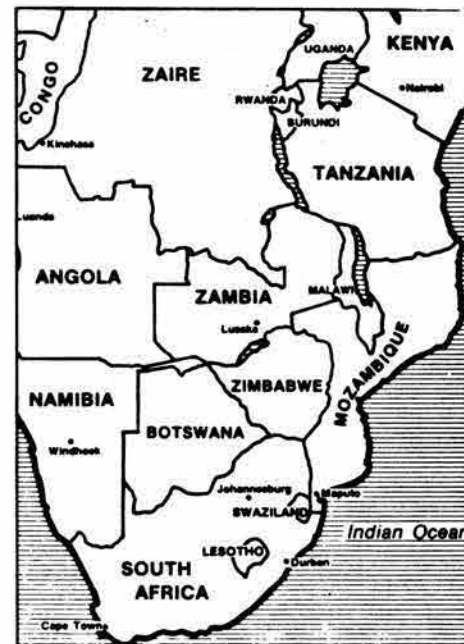 UGANDA
KENYA
ZAIRE
Nairobi
CONGO
RWANDA
BURUNDI
Kinshasa
TANZANIA
uanda
ANGOLA
MALAWI
ZAMBIA
Lusaka
MOZAMBIQUE
ZIMBABWE
NAMIBIA
BOTSWANA
Windhoek
Johannesburg
Maputo
SWAZILAND
Indian Ocean
LESOTHO
Durban
SOUTH
AFRICA
Cape Town